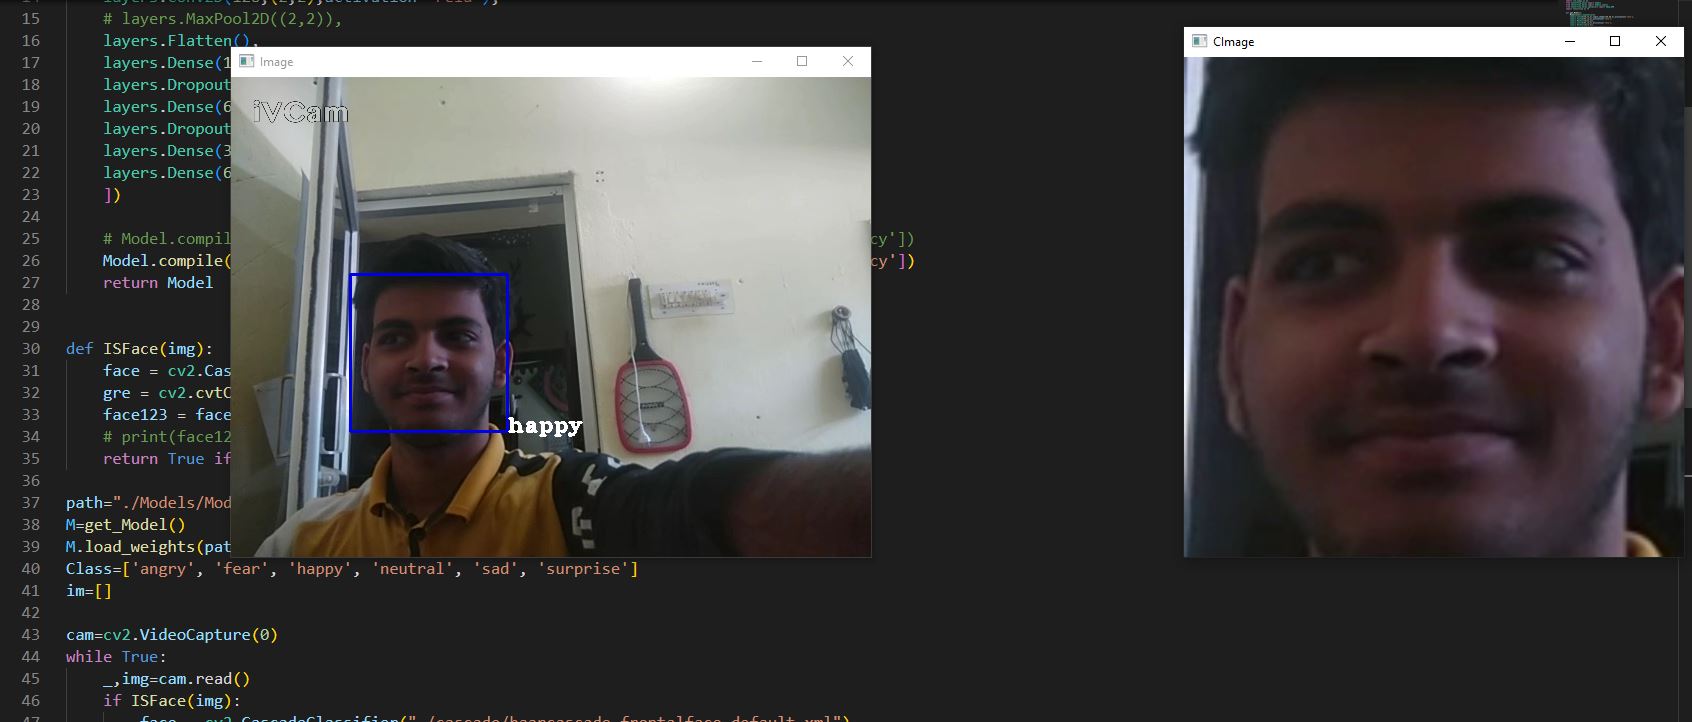 15 # layers.MaxPool2D((2,2)),
16 layers.Flatten(),
17 layers.Dense(1
18 layers.Dropout
19 layers.Dense(6
20 layers.Dropout
21 layers.Dense(3
22 layers.Dense(6
23 ])
24
25 # Model.compil cy'])
26 Model.compile( cy'])
27 return Model
28
29
30 def ISFace(img):
31 face = cv2.Cas
32 gre = cv2.cvtC
33 face123 = face
34 # print(face12
35 return True if
36
37 path="./Models/Mod
38 M=get_Model()
39 M.load_weights(pat
40 Class=['angry', 'fear', 'happy', 'neutral', 'sad', 'surprise']
41 im=[]
42
43 cam=cv2.VideoCapture(0)
44 while True:
45 _,img=cam.read()
46 if ISFace(img):
Image
iVCam
happy
CImage